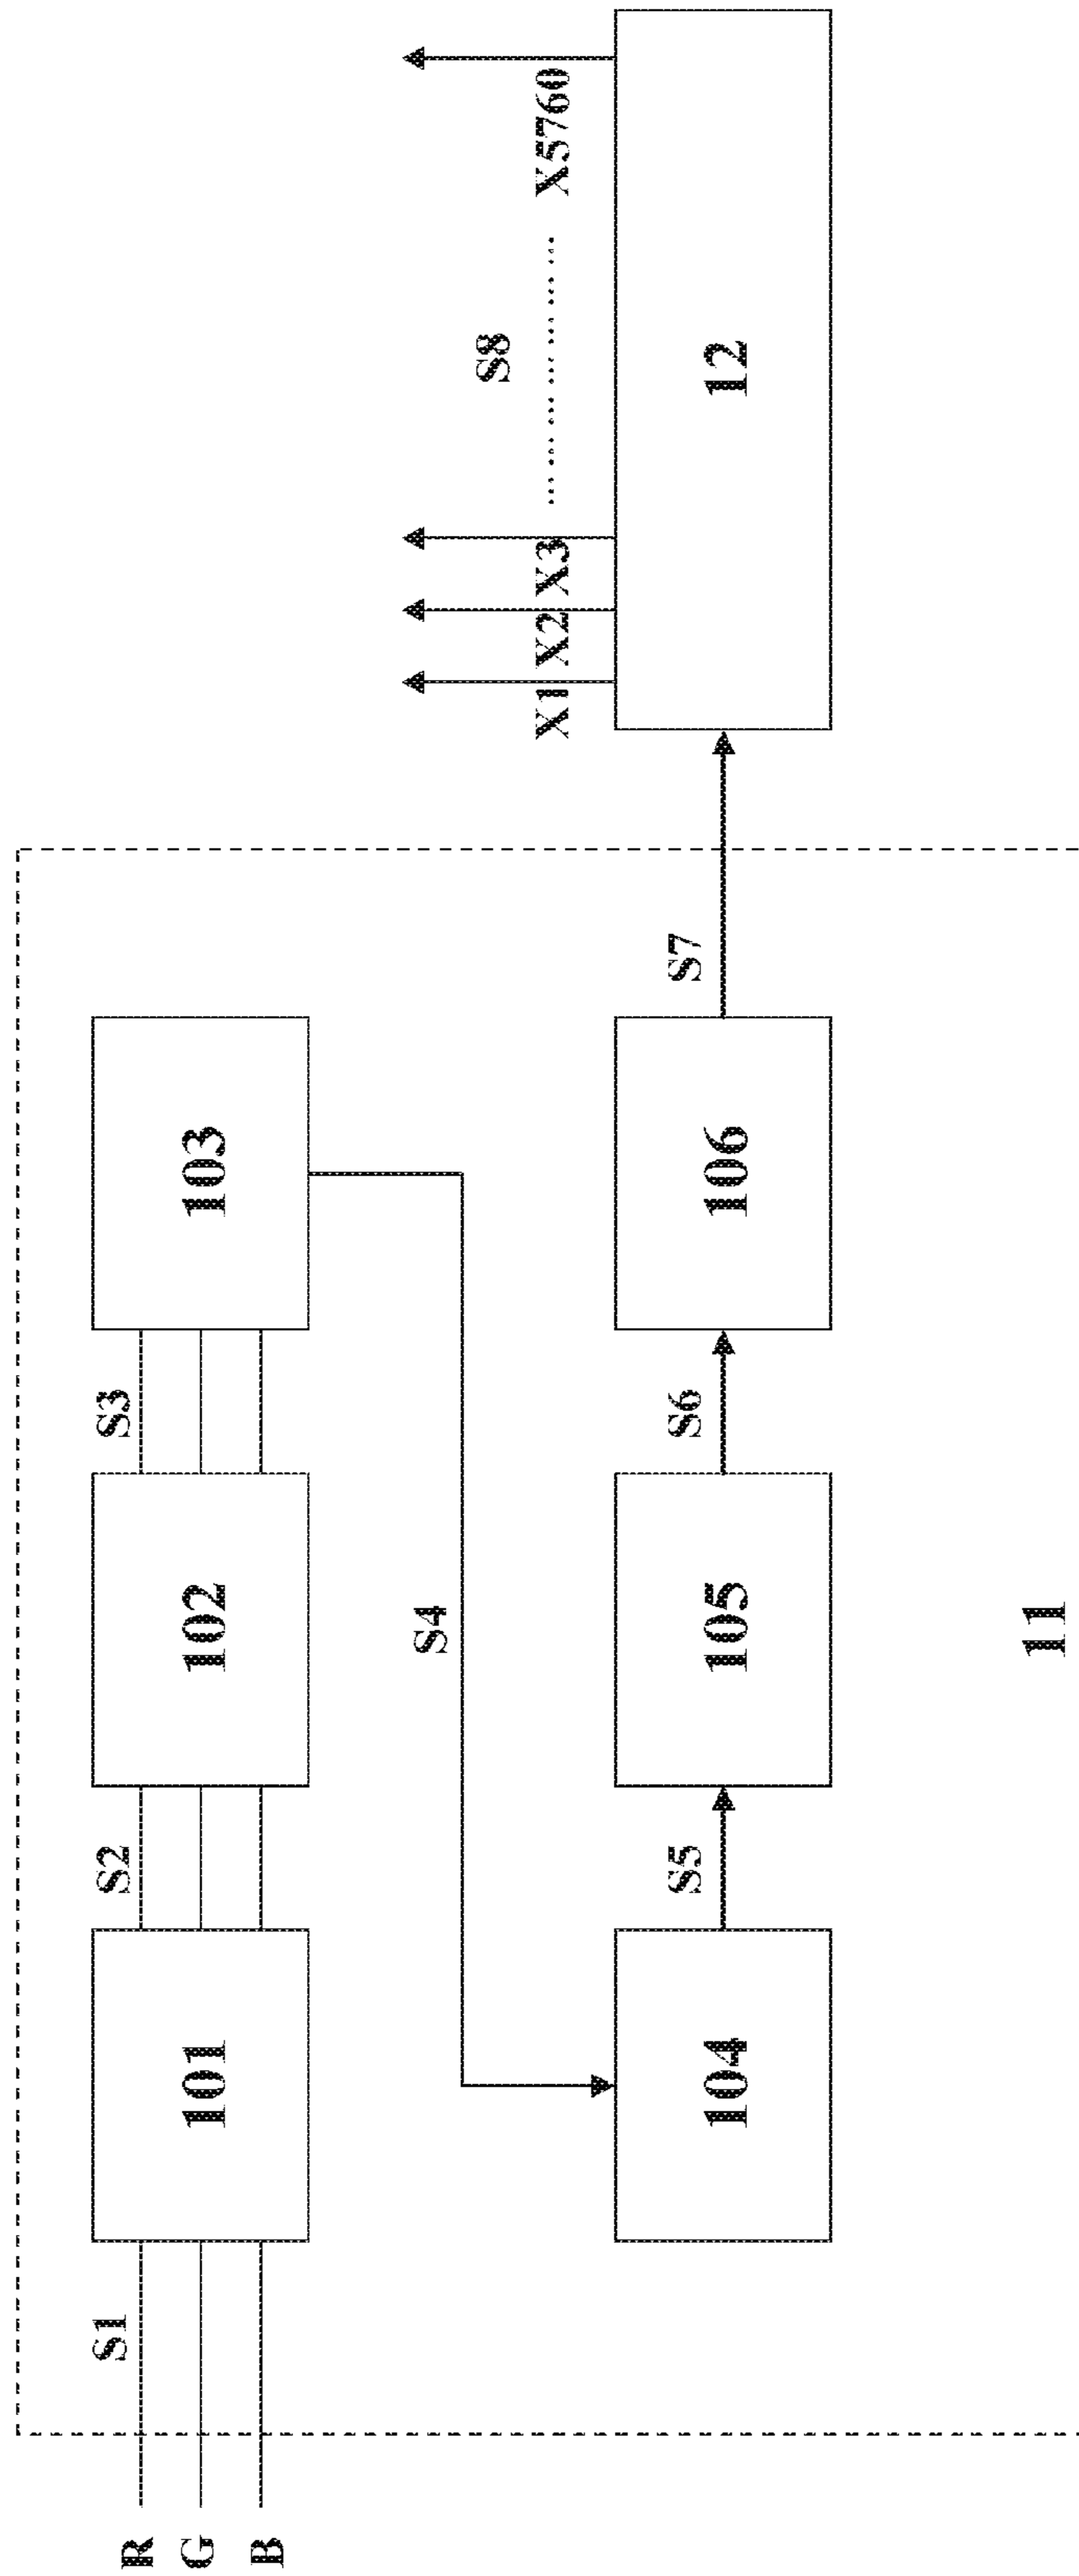 R
G
B
S1
101
S2
102
S3
103
S4
104
S5
105
S6
106
S7
11
12
X1 X2 X3 ………………… X5760
S8